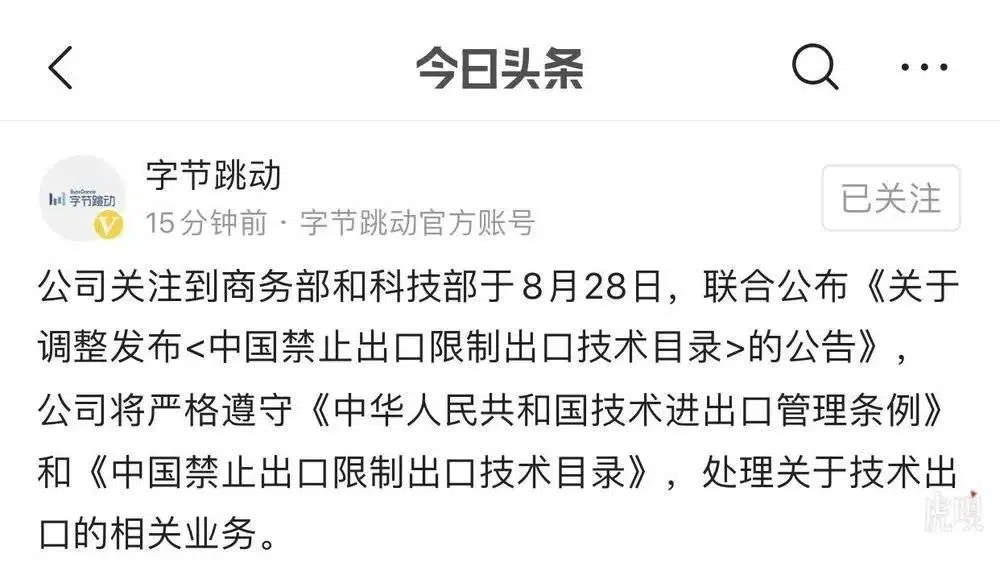 今日头条
字节跳动
15分钟前 · 字节跳动官方账号
已关注
ByteDance
字节跳动
V
公司关注到商务部和科技部于8月28日，联合公布《关于
调整发布<中国禁止出口限制出口技术目录>的公告》，
公司将严格遵守《中华人民共和国技术进出口管理条例》
和《中国禁止出口限制出口技术目录》，处理关于技术出
口的相关业务。
虎嗅